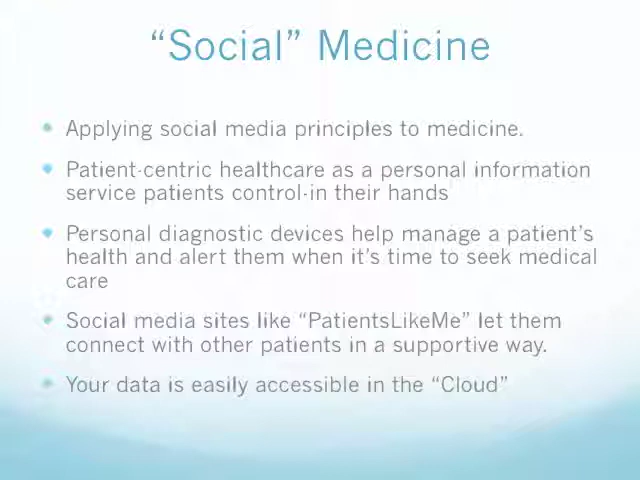 “Social” Medicine
Applying social media principles to medicine.
Patient-centric healthcare as a personal information
service patients control-in their hands
Personal diagnostic devices help manage a patient’s
health and alert them when it’s time to seek medical
care
Social media sites like “PatientsLikeMe” let them
connect with other patients in a supportive way.
Your data is easily accessible in the “Cloud”